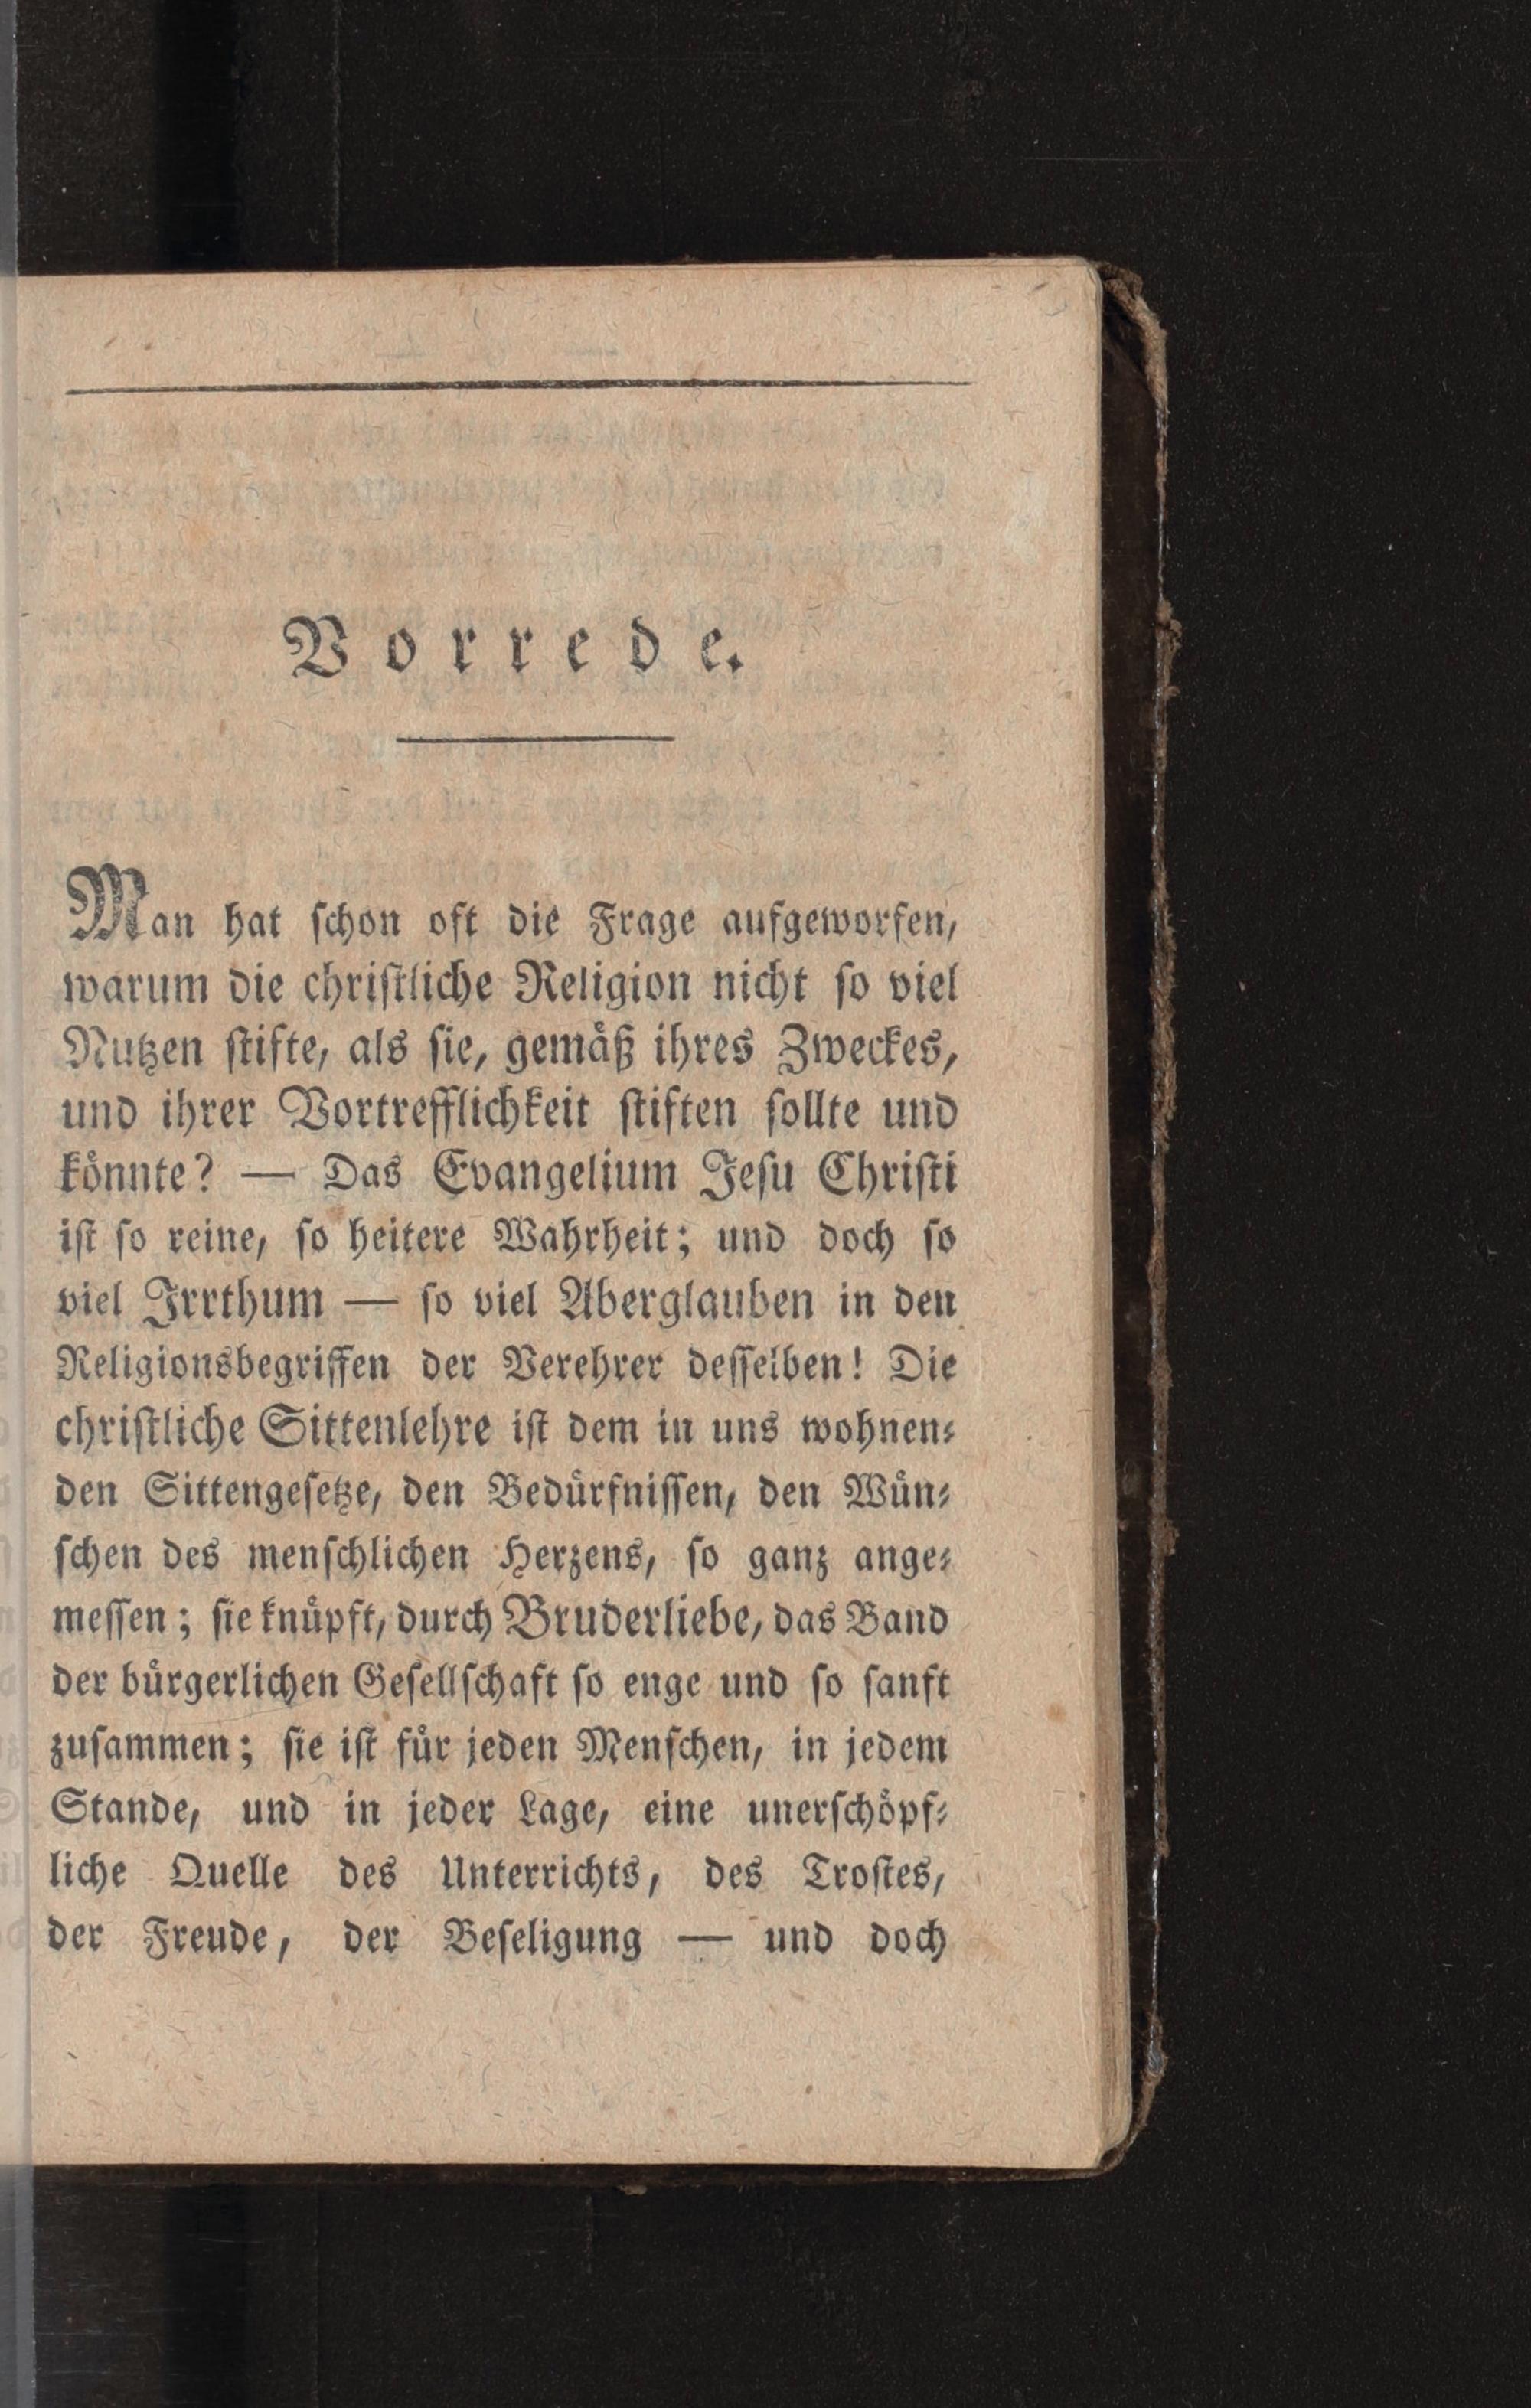 Vorrede.
Man hat ſchon oft die Frage aufgeworfen,
warum die chriſtliche Religion nicht ſo viel
Nutzen ſtifte, als ſie, gemäß ihres Zweckes,
und ihrer Vortrefflichkeit ſtiften ſollte und
könnte? — Das Evangelium Jeſu Chriſti
iſt ſo reine, ſo heitere Wahrheit; und doch ſo
viel Irrthum — ſo viel Aberglauben in den
Religionsbegriffen der Verehrer deſſelben! Die
chriſtliche Sittenlehre iſt dem in uns wohnen⸗
den Sittengeſetze, den Bedürfniſſen, den Wün⸗
ſchen des menſchlichen Herzens, ſo ganz ange⸗
meſſen; ſie knüpft, durch Bruderliebe, das Band
der bürgerlichen Geſellſchaft ſo enge und ſo ſanft
zuſammen; ſie iſt für jeden Menſchen, in jedem
Stande, und in jeder Lage, eine unerſchöpf⸗
liche Quelle des Unterrichts, des Troſtes,
der Freude, der Beſeligung — und doch